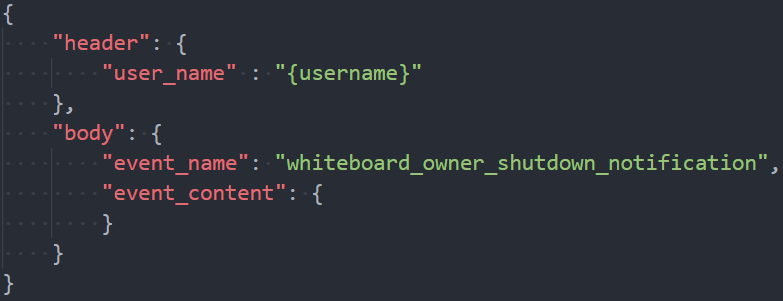 {
    "header": {
        "user_name" : "{username}"
    },
    "body": {
        "event_name": "whiteboard_owner_shutdown_notification",
        "event_content": {
        }
    }
}